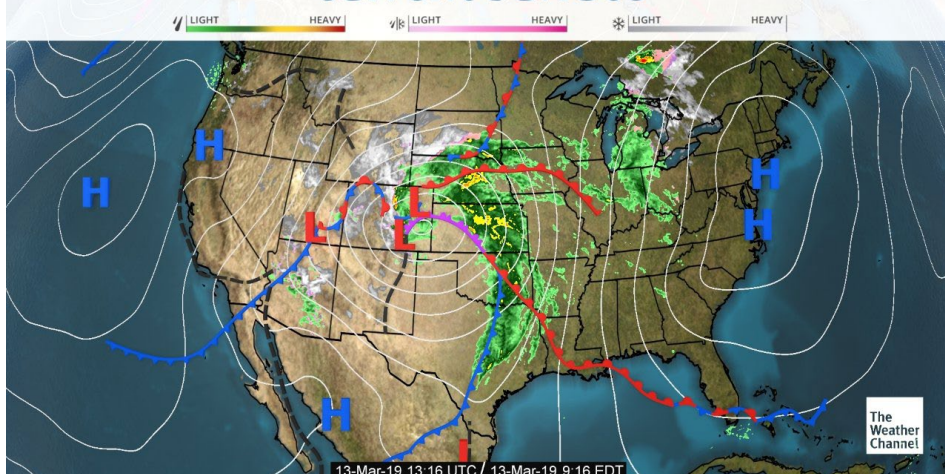 LIGHT HEAVY LIGHT HEAVY LIGHT HEAVY
H
H
H
H
L
L
L
H
L
The
Weather
Channel
13-Mar-19 13:16 UTC / 13-Mar-19 9:16 EDT